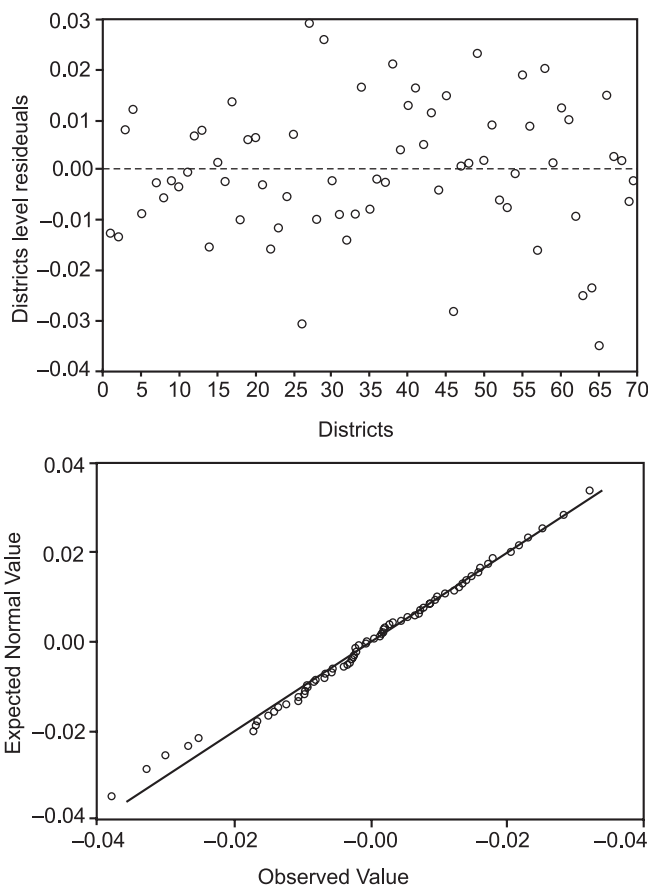 0.03
0.02
0.01
0.00
–0.01
–0.02
–0.03
–0.04
Districts level resideuals
0 5 10 15 20 25 30 35 40 45 50 55 60 65 70
Districts
0.04
0.02
0.00
–0.02
–0.04
Expected Normal Value
–0.04 –0.02 –0.00 –0.02 –0.04
Observed Value